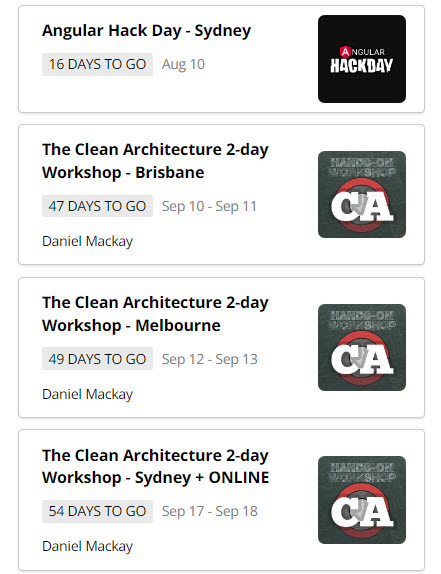 Angular Hack Day - Sydney
16 DAYS TO GO Aug 10
ANGULAR
HACKDAY
The Clean Architecture 2-day
Workshop - Brisbane
47 DAYS TO GO Sep 10 - Sep 11
Daniel Mackay
HANDS-ON
WORKSHOP
CA
The Clean Architecture 2-day
Workshop - Melbourne
49 DAYS TO GO Sep 12 - Sep 13
Daniel Mackay
HANDS-ON
WORKSHOP
CA
The Clean Architecture 2-day
Workshop - Sydney + ONLINE
54 DAYS TO GO Sep 17 - Sep 18
Daniel Mackay
HANDS-ON
WORKSHOP
CA